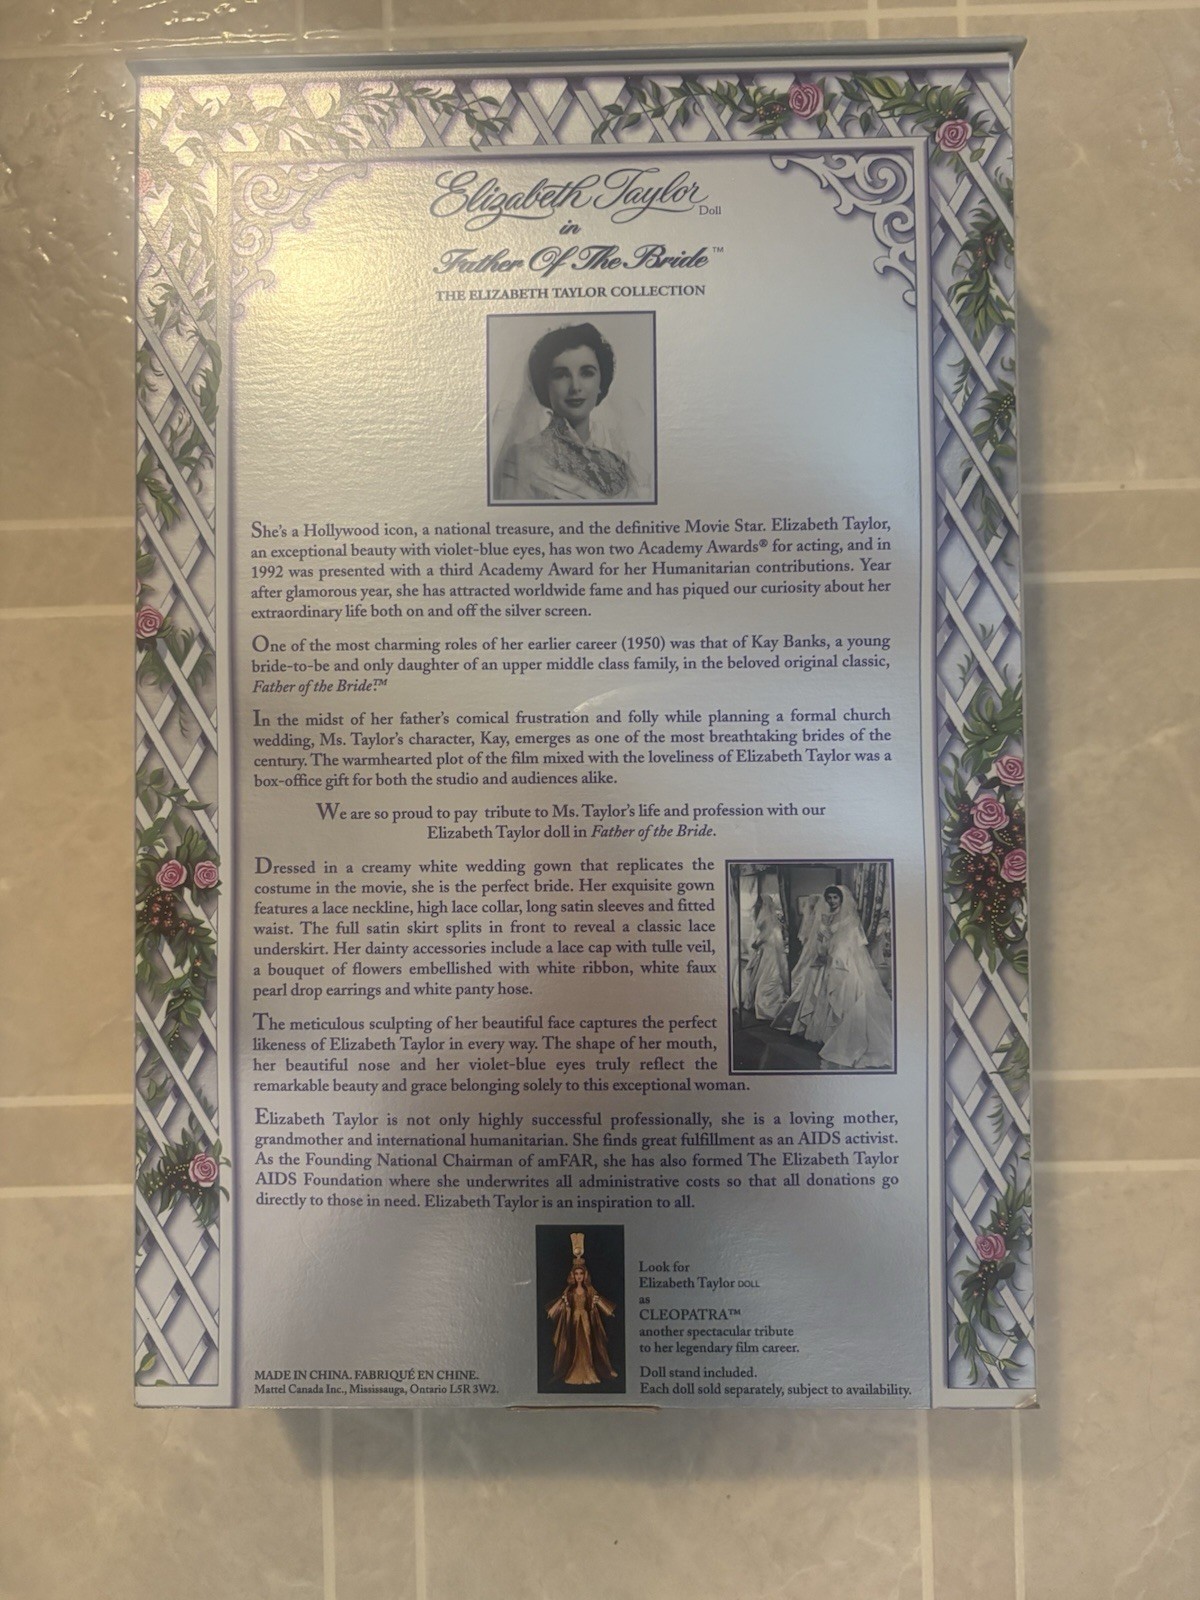 Elizabeth Taylor Doll
in
Father Of The Bride™
THE ELIZABETH TAYLOR COLLECTION
She's a Hollywood icon, a national treasure, and the definitive Movie Star. Elizabeth Taylor,
an exceptional beauty with violet-blue eyes, has won two Academy Awards® for acting, and in
1992 was presented with a third Academy Award for her Humanitarian contributions. Year
after glamorous year, she has attracted worldwide fame and has piqued our curiosity about her
extraordinary life both on and off the silver screen.
One of the most charming roles of her earlier career (1950) was that of Kay Banks, a young
bride-to-be and only daughter of an upper middle class family, in the beloved original classic,
Father of the Bride.™
In the midst of her father's comical frustration and folly while planning a formal church
wedding, Ms. Taylor's character, Kay, emerges as one of the most breathtaking brides of the
century. The warmhearted plot of the film mixed with the loveliness of Elizabeth Taylor was a
box-office gift for both the studio and audiences alike.
We are so proud to pay tribute to Ms. Taylor's life and profession with our
Elizabeth Taylor doll in Father of the Bride.
Dressed in a creamy white wedding gown that replicates the
costume in the movie, she is the perfect bride. Her exquisite gown
features a lace neckline, high lace collar, long satin sleeves and fitted
waist. The full satin skirt splits in front to reveal a classic lace
underskirt. Her dainty accessories include a lace cap with tulle veil,
a bouquet of flowers embellished with white ribbon, white faux
pearl drop earrings and white panty hose.
The meticulous sculpting of her beautiful face captures the perfect
likeness of Elizabeth Taylor in every way. The shape of her mouth,
her beautiful nose and her violet-blue eyes truly reflect the
remarkable beauty and grace belonging solely to this exceptional woman.
Elizabeth Taylor is not only highly successful professionally, she is a loving mother,
grandmother and international humanitarian. She finds great fulfillment as an AIDS activist.
As the Founding National Chairman of amFAR, she has also formed The Elizabeth Taylor
AIDS Foundation where she underwrites all administrative costs so that all donations go
directly to those in need. Elizabeth Taylor is an inspiration to all.
Look for
Elizabeth Taylor DOLL
as
CLEOPATRA™
another spectacular tribute
to her legendary film career.
Doll stand included.
Each doll sold separately, subject to availability.
MADE IN CHINA. FABRIQUÉ EN CHINE.
Mattel Canada Inc., Mississauga, Ontario L5R 3W2.